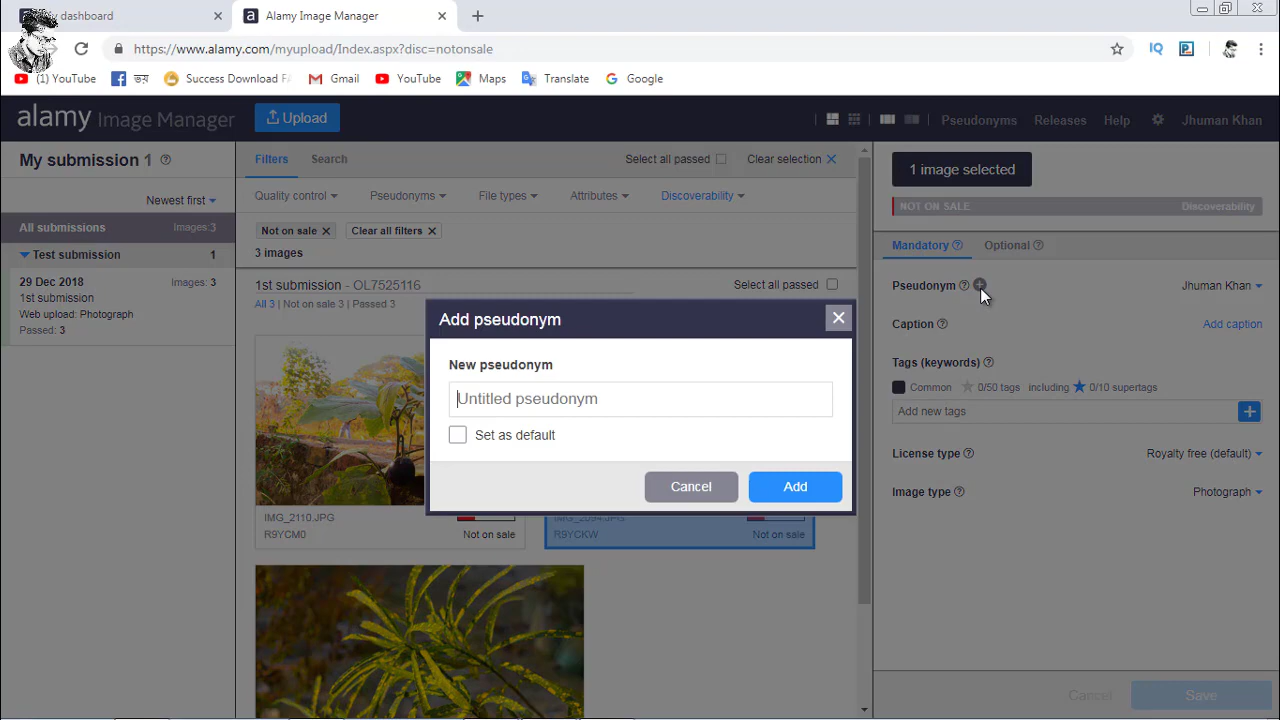 dashboard
a Alamy Image Manager
https://www.alamy.com/myupload/Index.aspx?disc=notonsale
IQ
(1) YouTube
ভয়
Success Download FA
Gmail
YouTube
Maps
Translate
Google
alamy Image Manager
Upload
Pseudonyms
Releases
Help
Jhuman Khan
My submission 1 ?
Newest first
All submissions Images:3
Test submission 1
29 Dec 2018 Images: 3
1st submission
Web upload: Photograph
Passed: 3
Filters Search Select all passed Clear selection
Quality control Pseudonyms File types Attributes Discoverability
Not on sale Clear all filters
3 images
1st submission - OL7525116 Select all passed
All 3 | Not on sale 3 | Passed 3
IMG_2110.JPG
R9YCM0 Not on sale
IMG_2094.JPG
R9YCKW Not on sale
Add pseudonym
New pseudonym
Untitled pseudonym
Set as default
Cancel Add
1 image selected
NOT ON SALE Discoverability
Mandatory ? Optional ?
Pseudonym ? Jhuman Khan
Caption ? Add caption
Tags (keywords) ?
Common 0/50 tags including 0/10 supertags
Add new tags
License type ? Royalty free (default)
Image type ? Photograph
Cancel Save